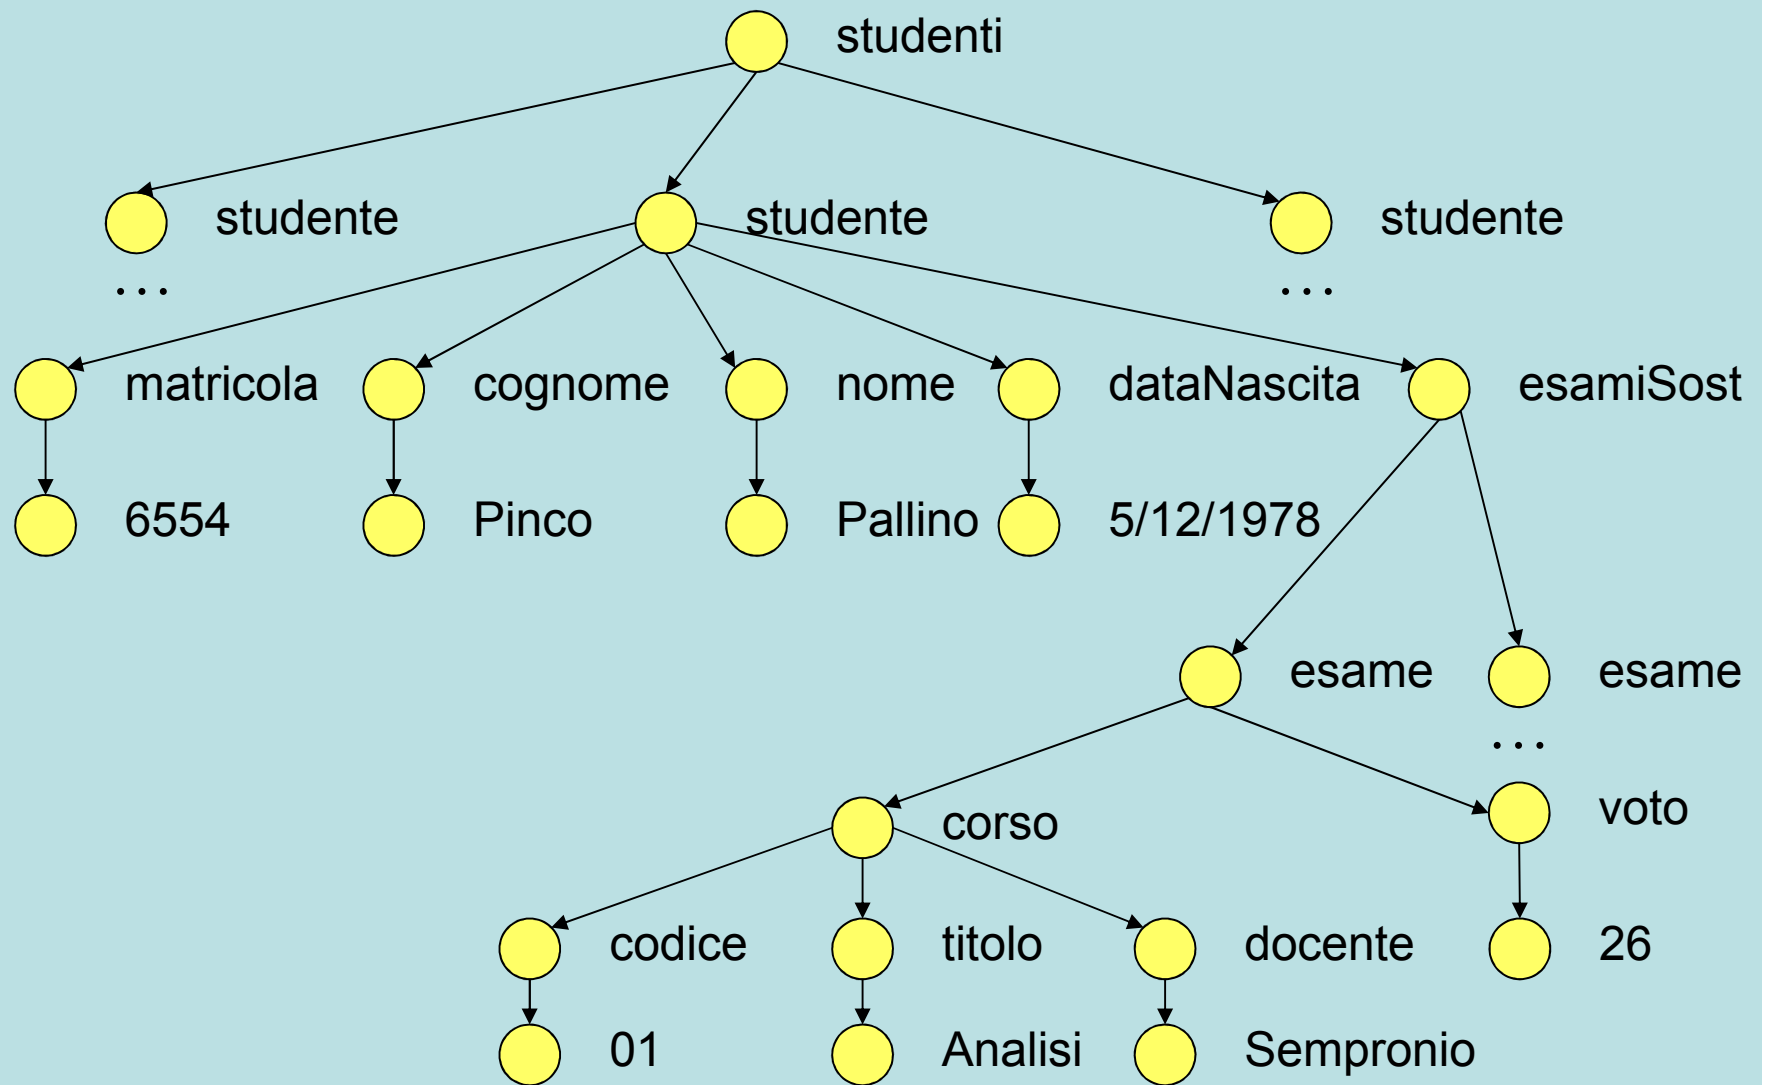 studenti
studente studente studente
... ...
matricola cognome nome dataNascita esamiSost
6554 Pinco Pallino 5/12/1978
esame esame
...
corso voto
codice titolo docente 26
01 Analisi Sempronio